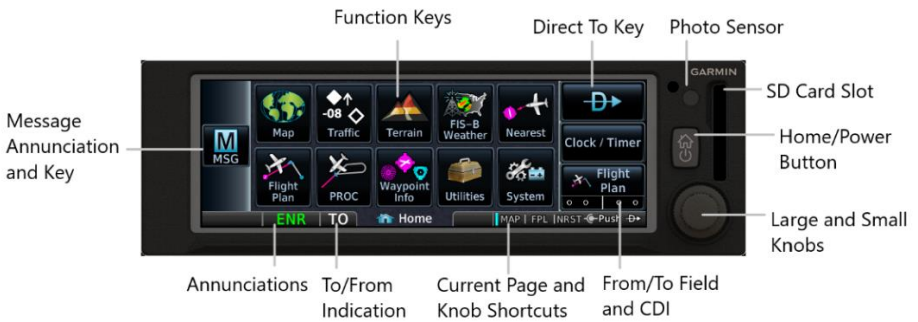 Function Keys
Direct To Key
Photo Sensor
GARMIN
SD Card Slot
Message
Annunciation
and Key
M
MSG
Map
-08
Traffic
Terrain
FIS-B
Weather
Nearest
D
Clock / Timer
Home/Power
Button
Flight
Plan
PROC
Waypoint
Info
Utilities
System
Flight
Plan
ENR
TO
Home
MAP | FPL |NRST Push D
Large and Small
Knobs
Annunciations
To/From
Indication
Current Page and
Knob Shortcuts
From/To Field
and CDI